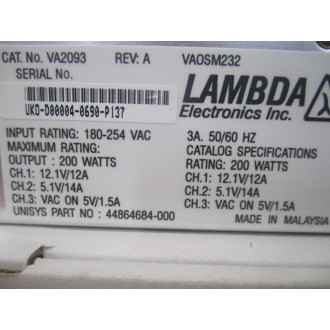 CAT. No. VA2093 REV: A VAOSM232
SERIAL No.
UKO-D00004-0690-P137
LAMBDA
Electronics Inc.
INPUT RATING: 180-254 VAC 3A. 50/60 HZ
MAXIMUM RATING: CATALOG SPECIFICATIONS
OUTPUT : 200 WATTS RATING: 200 WATTS
CH.1: 12.1V/12A CH.1: 12.1V/12A
CH.2: 5.1V/14A CH.2: 5.1V/14A
CH.3: VAC ON 5V/1.5A CH.3: VAC ON 5V/1.5A
UNISYS PART NO : 44864684-000 MADE IN MALAYSIA